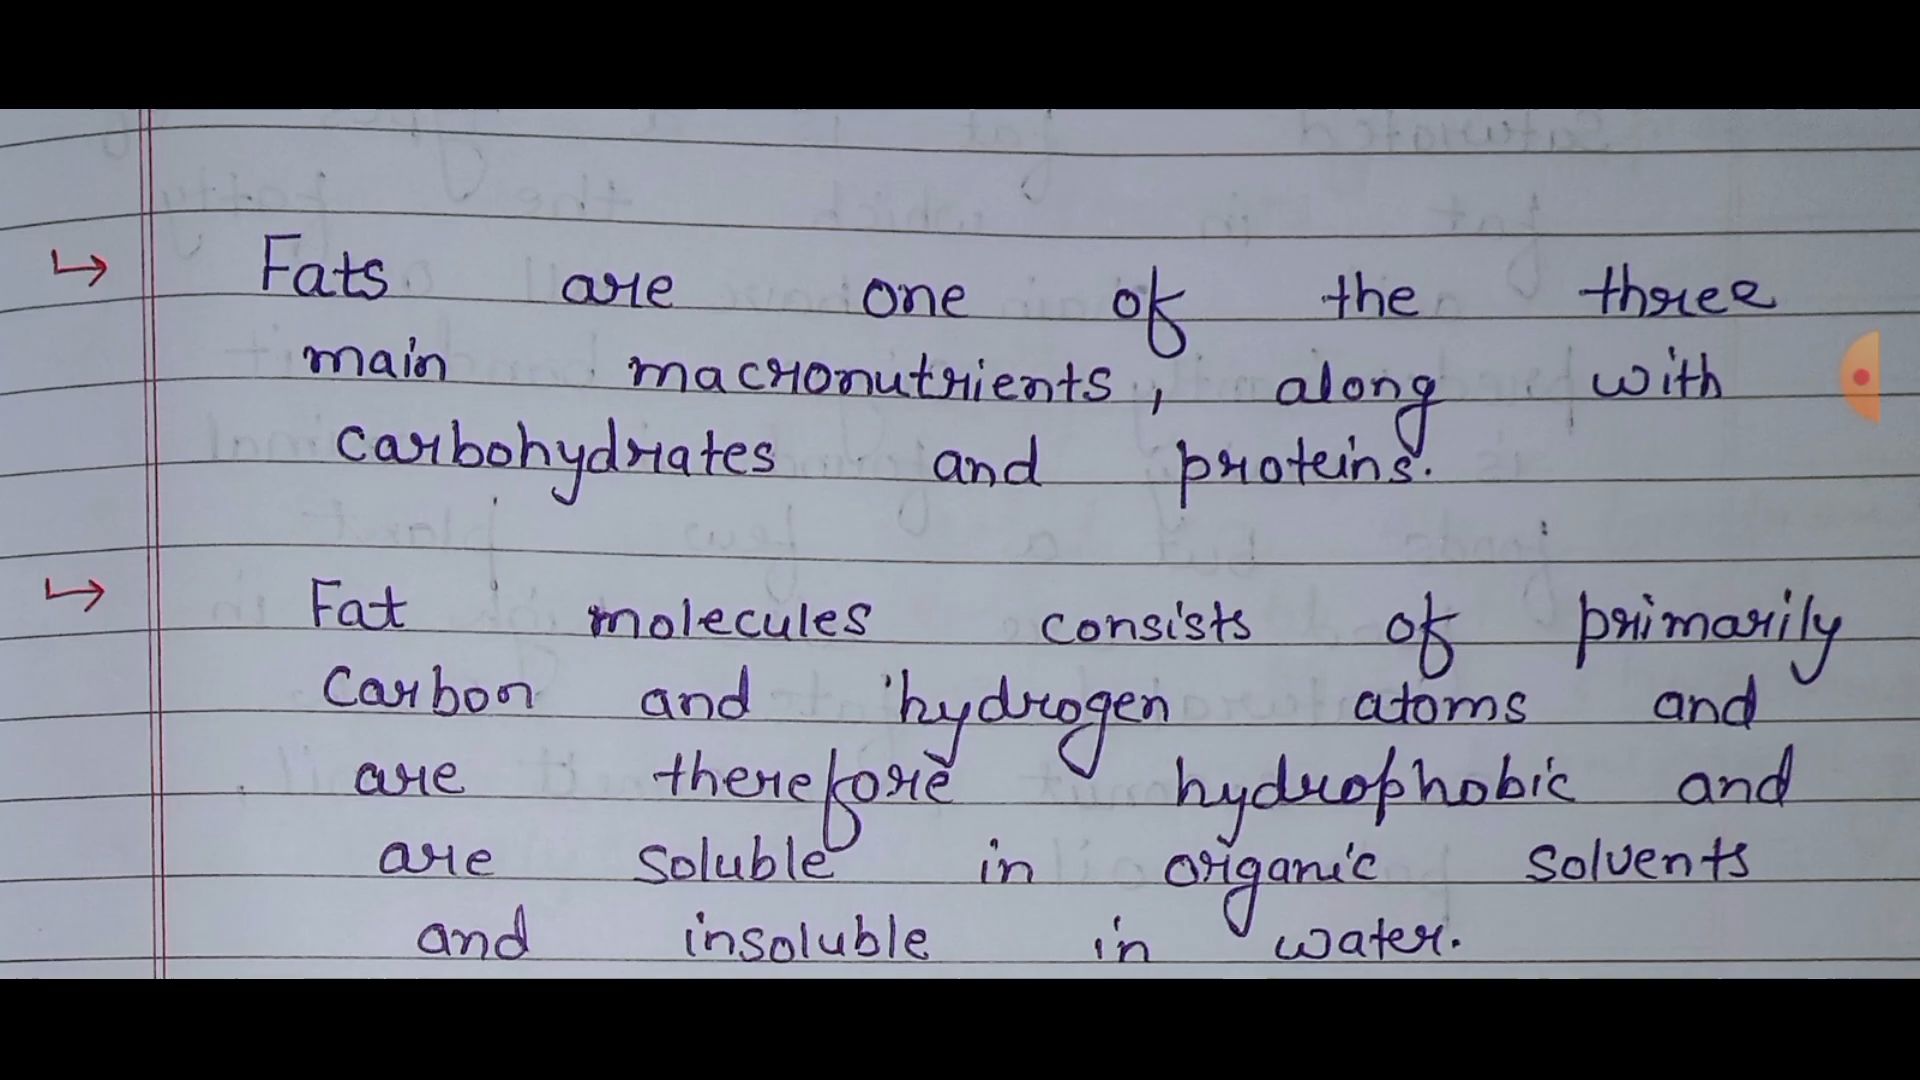 ↳ Fats are one of the three
main macronutrients, along with
carbohydrates and proteins.
↳ Fat molecules consists of primarily
carbon and hydrogen atoms and
are therefore hydrophobic and
are soluble in organic solvents
and insoluble in water.